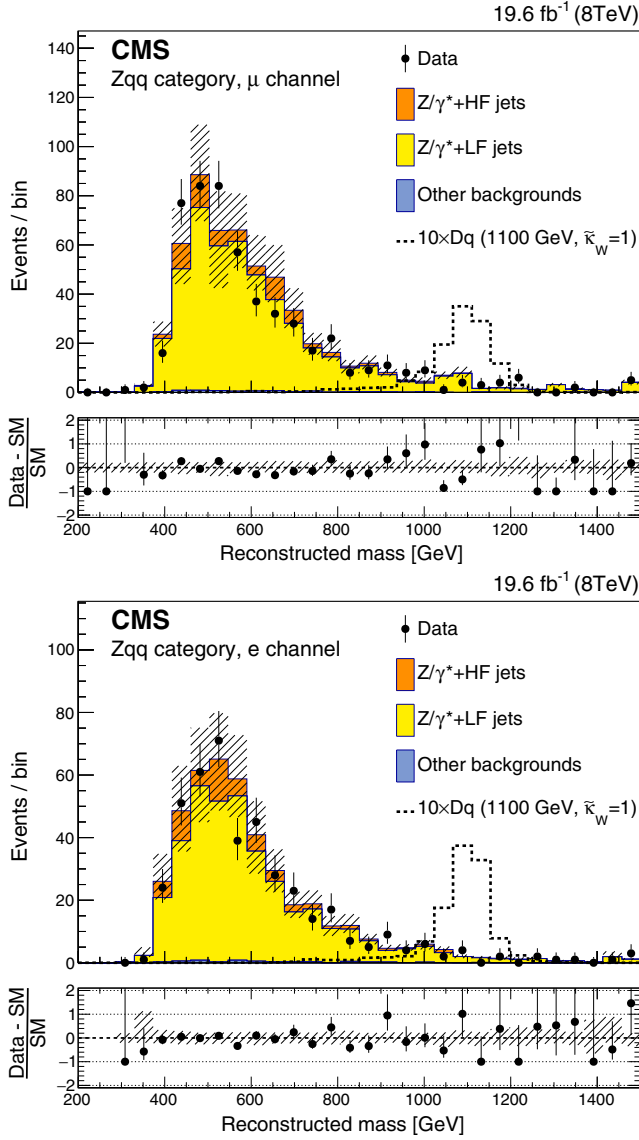 19.6 fb⁻¹ (8TeV)
CMS
Zqq category, μ channel
Data
Z/γ*+HF jets
Z/γ*+LF jets
Other backgrounds
10×Dq (1100 GeV, κ̃_W=1)
Events / bin
140
120
100
80
60
40
20
0
Data - SM
SM
2
1
0
−1
−2
200 400 600 800 1000 1200 1400
Reconstructed mass [GeV]
19.6 fb⁻¹ (8TeV)
CMS
Zqq category, e channel
Data
Z/γ*+HF jets
Z/γ*+LF jets
Other backgrounds
10×Dq (1100 GeV, κ̃_W=1)
Events / bin
100
80
60
40
20
0
Data - SM
SM
2
1
0
−1
−2
200 400 600 800 1000 1200 1400
Reconstructed mass [GeV]